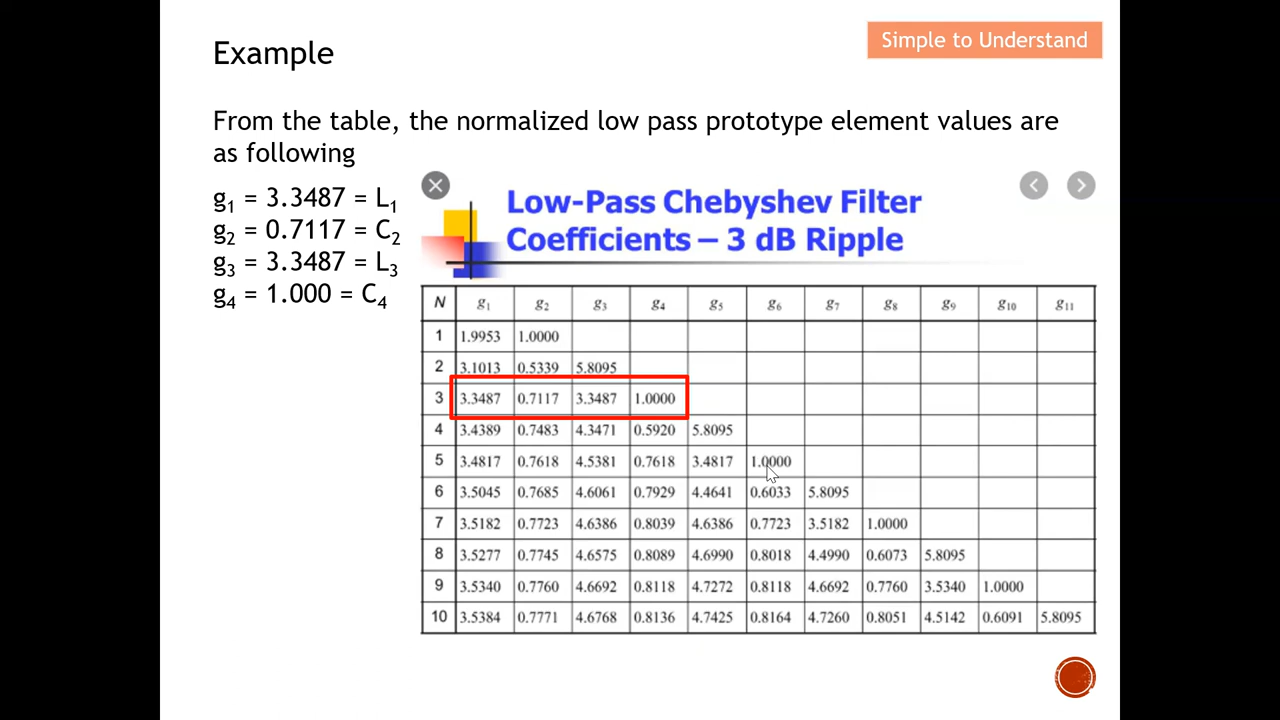 Example
Simple to Understand
From the table, the normalized low pass prototype element values are
as following
g₁ = 3.3487 = L₁
g₂ = 0.7117 = C₂
g₃ = 3.3487 = L₃
g₄ = 1.000 = C₄
Low-Pass Chebyshev Filter
Coefficients – 3 dB Ripple
N g₁ g₂ g₃ g₄ g₅ g₆ g₇ g₈ g₉ g₁₀ g₁₁
1 1.9953 1.0000
2 3.1013 0.5339 5.8095
3 3.3487 0.7117 3.3487 1.0000
4 3.4389 0.7483 4.3471 0.5920 5.8095
5 3.4817 0.7618 4.5381 0.7618 3.4817 1.0000
6 3.5045 0.7685 4.6061 0.7929 4.4641 0.6033 5.8095
7 3.5182 0.7723 4.6386 0.8039 4.6386 0.7723 3.5182 1.0000
8 3.5277 0.7745 4.6575 0.8089 4.6990 0.8018 4.4990 0.6073 5.8095
9 3.5340 0.7760 4.6692 0.8118 4.7272 0.8118 4.6692 0.7760 3.5340 1.0000
10 3.5384 0.7771 4.6768 0.8136 4.7425 0.8164 4.7260 0.8051 4.5142 0.6091 5.8095